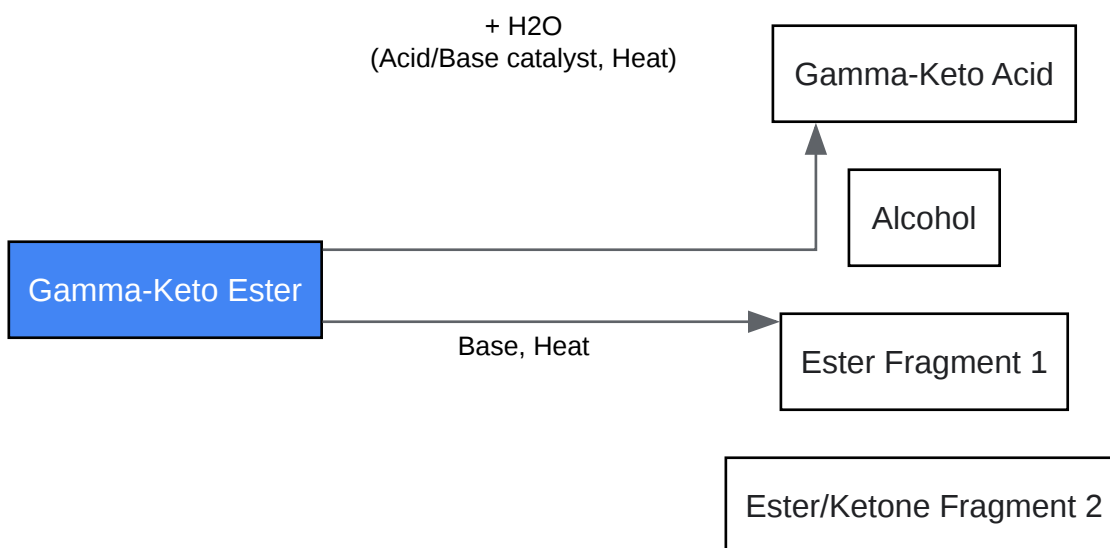 + H2O
(Acid/Base catalyst, Heat)
Gamma-Keto Acid
Alcohol
Gamma-Keto Ester
Base, Heat
Ester Fragment 1
Ester/Ketone Fragment 2